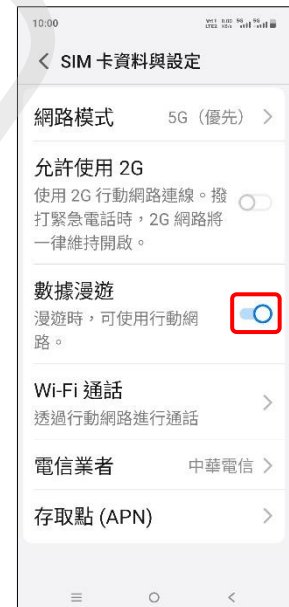 10:00
SIM 卡資料與設定
網路模式 5G（優先）
允許使用 2G
使用 2G 行動網路連線。撥
打緊急電話時，2G 網路將
一律維持開啟。
數據漫遊
漫遊時，可使用行動網
路。
Wi-Fi 通話
透過行動網路進行通話
電信業者 中華電信
存取點 (APN)